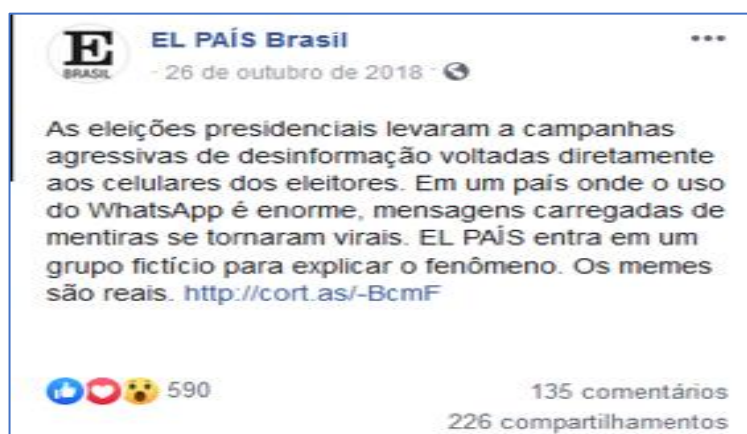 EL PAÍS Brasil
E
BRASIL
· 26 de outubro de 2018 ·
As eleições presidenciais levaram a campanhas
agressivas de desinformação voltadas diretamente
aos celulares dos eleitores. Em um país onde o uso
do WhatsApp é enorme, mensagens carregadas de
mentiras se tornaram virais. EL PAÍS entra em um
grupo fictício para explicar o fenômeno. Os memes
são reais. http://cort.as/-BcmF
590
135 comentários
226 compartilhamentos